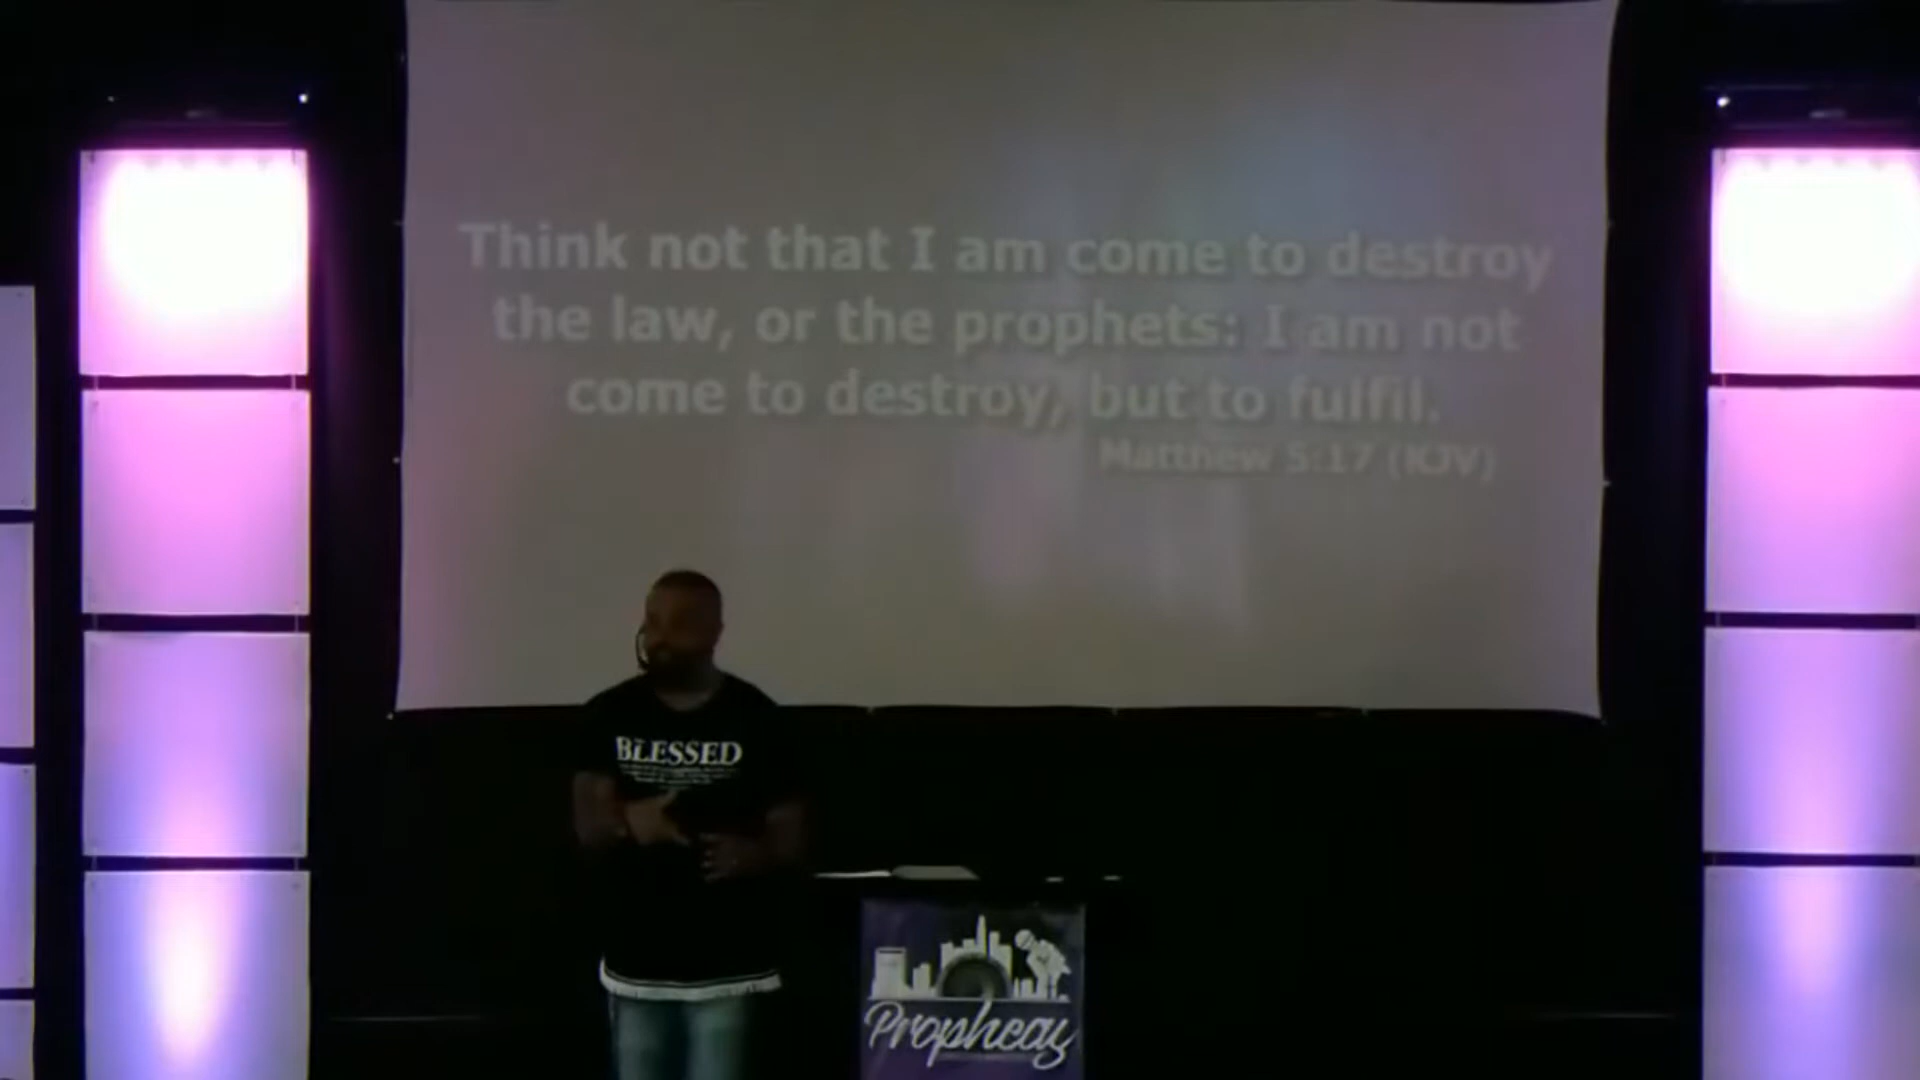 Think not that I am come to destroy
the law, or the prophets: I am not
come to destroy, but to fulfil.
Matthew 5:17 (KJV)
BLESSED
Propheaz